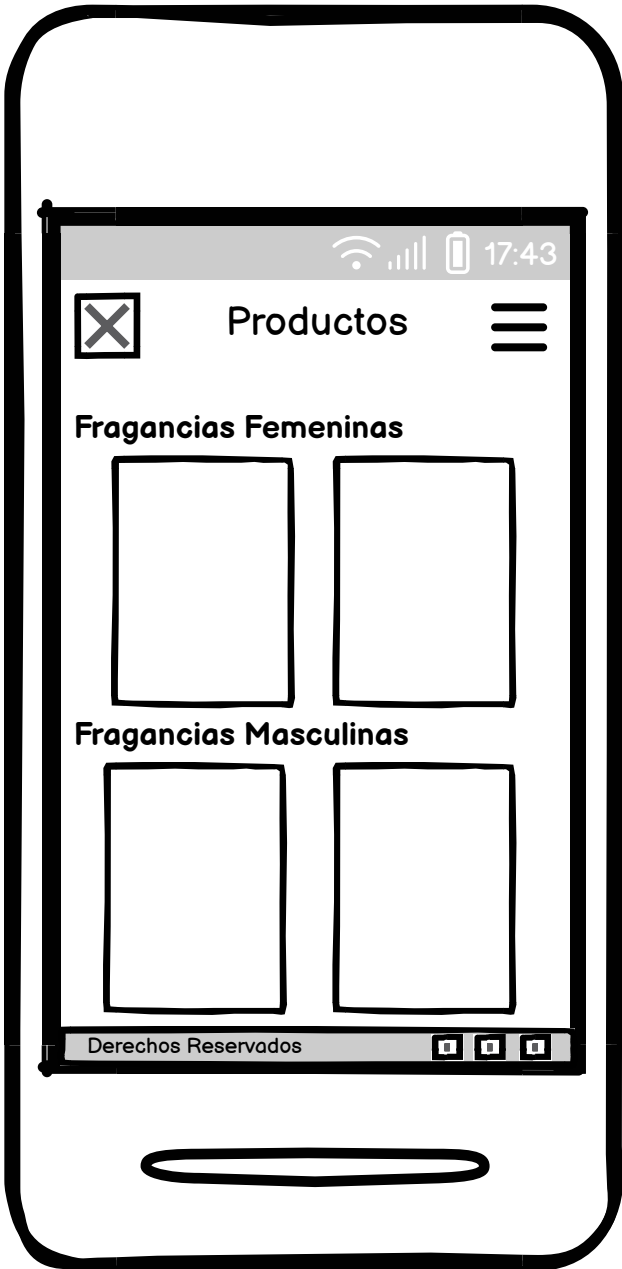 17:43
Productos
Fragancias Femeninas
Fragancias Masculinas
Derechos Reservados